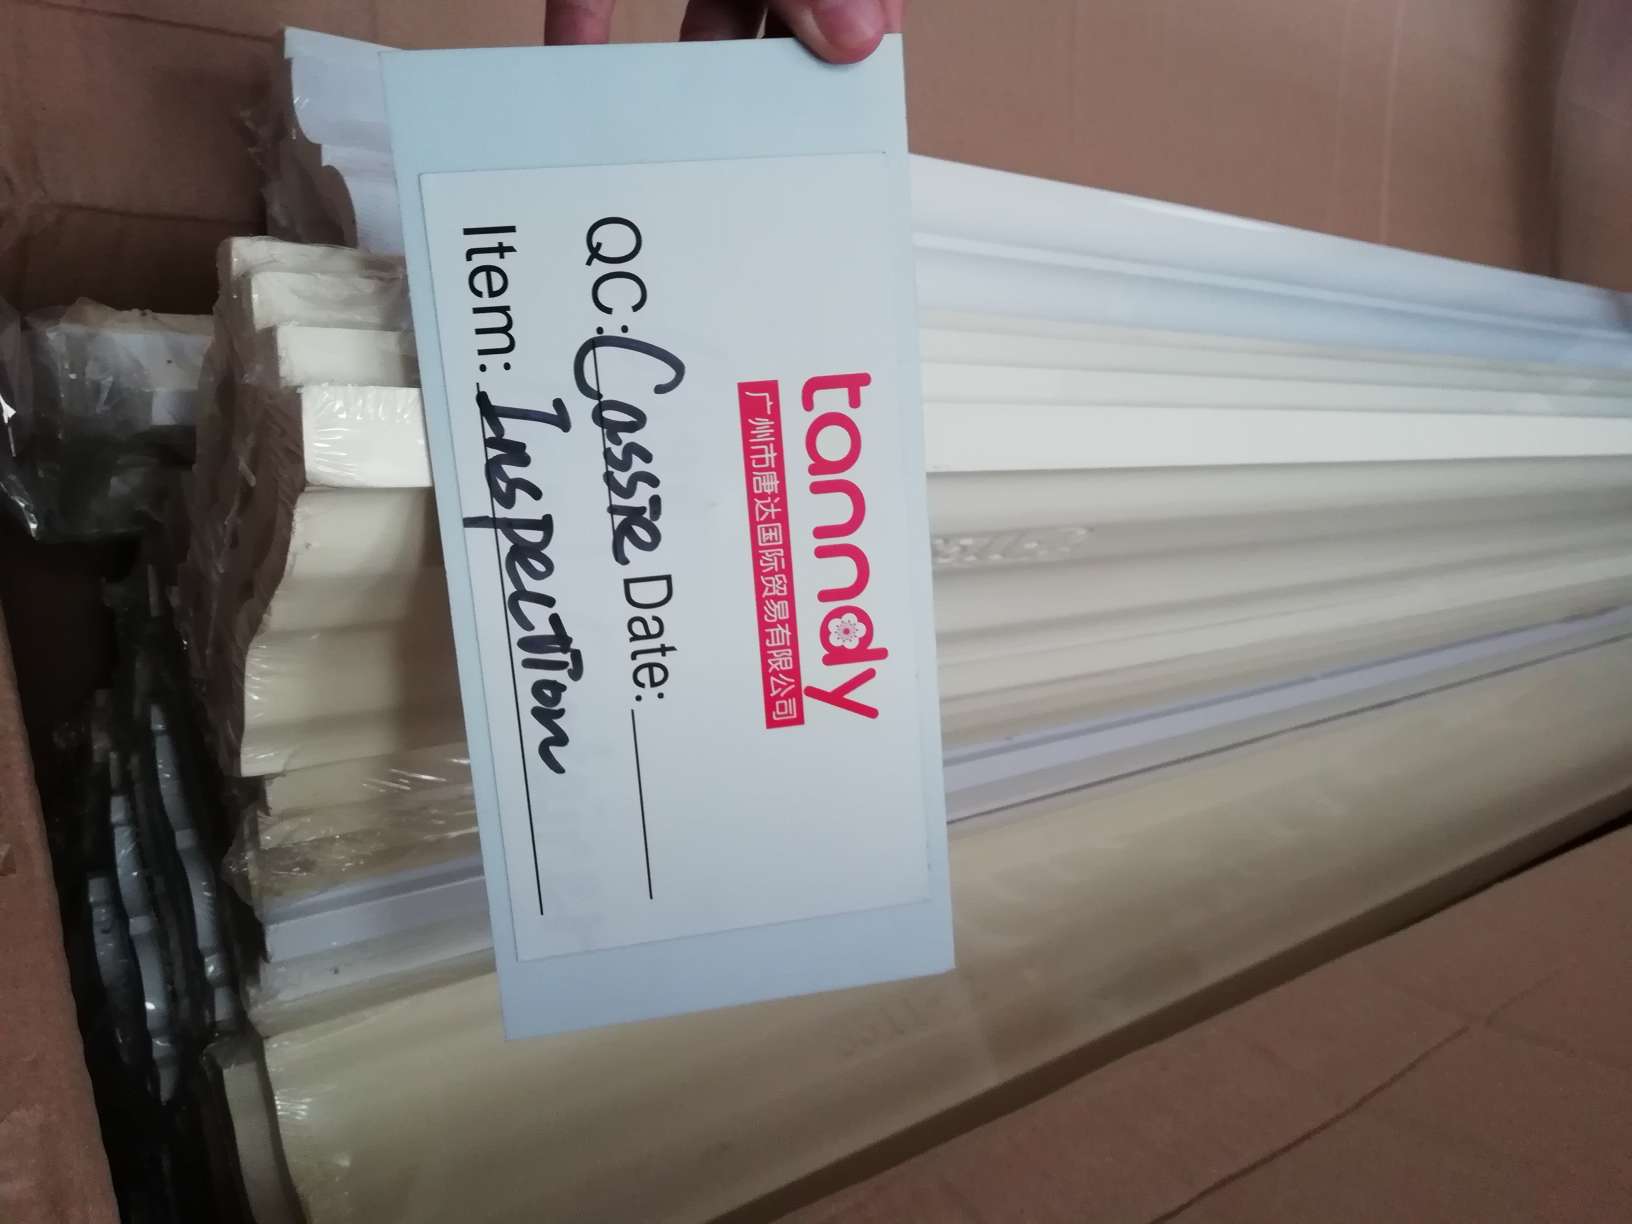 tanndy
广州市唐达国际贸易有限公司
QC: Cassie Date:
Item: Inspection